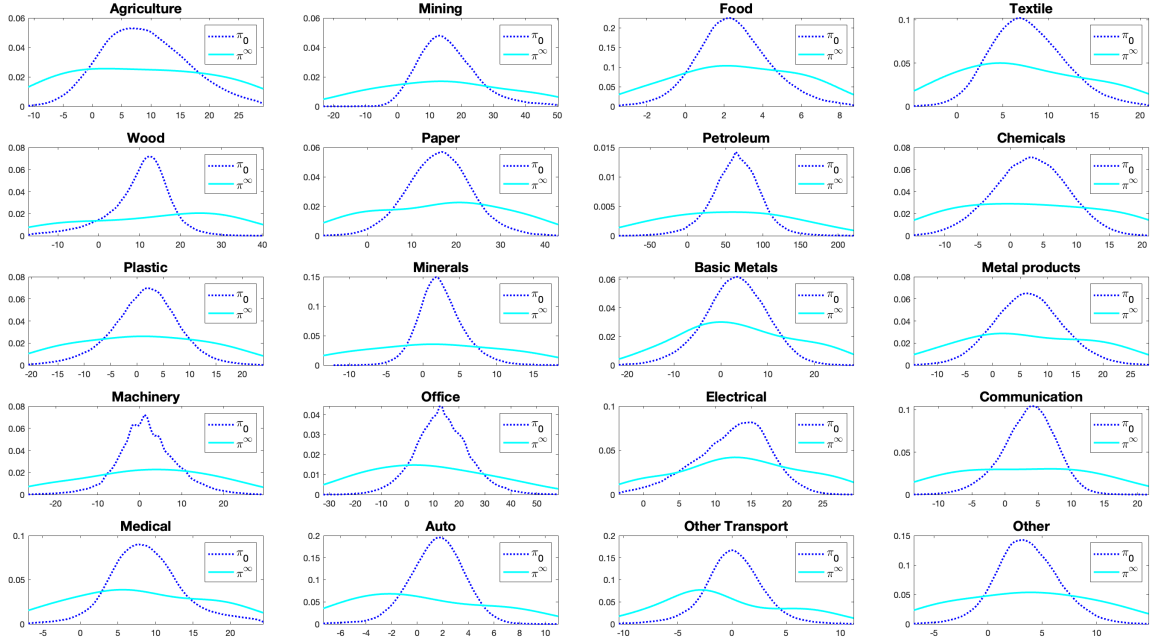 Agriculture
0.06
0.04
0.02
0
-10 -5 0 5 10 15 20 25
π₀
π^∞
Mining
0.06
0.04
0.02
0
-20 -10 0 10 20 30 40 50
π₀
π^∞
Food
0.2
0.15
0.1
0.05
0
-2 0 2 4 6 8
π₀
π^∞
Textile
0.1
0.05
0
0 5 10 15 20
π₀
π^∞
Wood
0.08
0.06
0.04
0.02
0
-10 0 10 20 30 40
π₀
π^∞
Paper
0.08
0.06
0.04
0.02
0
0 10 20 30 40
π₀
π^∞
Petroleum
0.015
0.01
0.005
0
-50 0 50 100 150 200
π₀
π^∞
Chemicals
0.08
0.06
0.04
0.02
0
-10 -5 0 5 10 15 20
π₀
π^∞
Plastic
0.08
0.06
0.04
0.02
0
-20 -15 -10 -5 0 5 10 15 20
π₀
π^∞
Minerals
0.15
0.1
0.05
0
-10 -5 0 5 10 15
π₀
π^∞
Basic Metals
0.06
0.04
0.02
0
-20 -10 0 10 20
π₀
π^∞
Metal products
0.08
0.06
0.04
0.02
0
-10 -5 0 5 10 15 20 25
π₀
π^∞
Machinery
0.08
0.06
0.04
0.02
0
-20 -10 0 10 20
π₀
π^∞
Office
0.04
0.03
0.02
0.01
0
-30 -20 -10 0 10 20 30 40 50
π₀
π^∞
Electrical
0.1
0.05
0
0 5 10 15 20 25
π₀
π^∞
Communication
0.1
0.05
0
-10 -5 0 5 10 15 20
π₀
π^∞
Medical
0.1
0.05
0
-5 0 5 10 15 20
π₀
π^∞
Auto
0.2
0.15
0.1
0.05
0
-6 -4 -2 0 2 4 6 8 10
π₀
π^∞
Other Transport
0.2
0.15
0.1
0.05
0
-10 -5 0 5 10
π₀
π^∞
Other
0.15
0.1
0.05
0
-5 0 5 10
π₀
π^∞